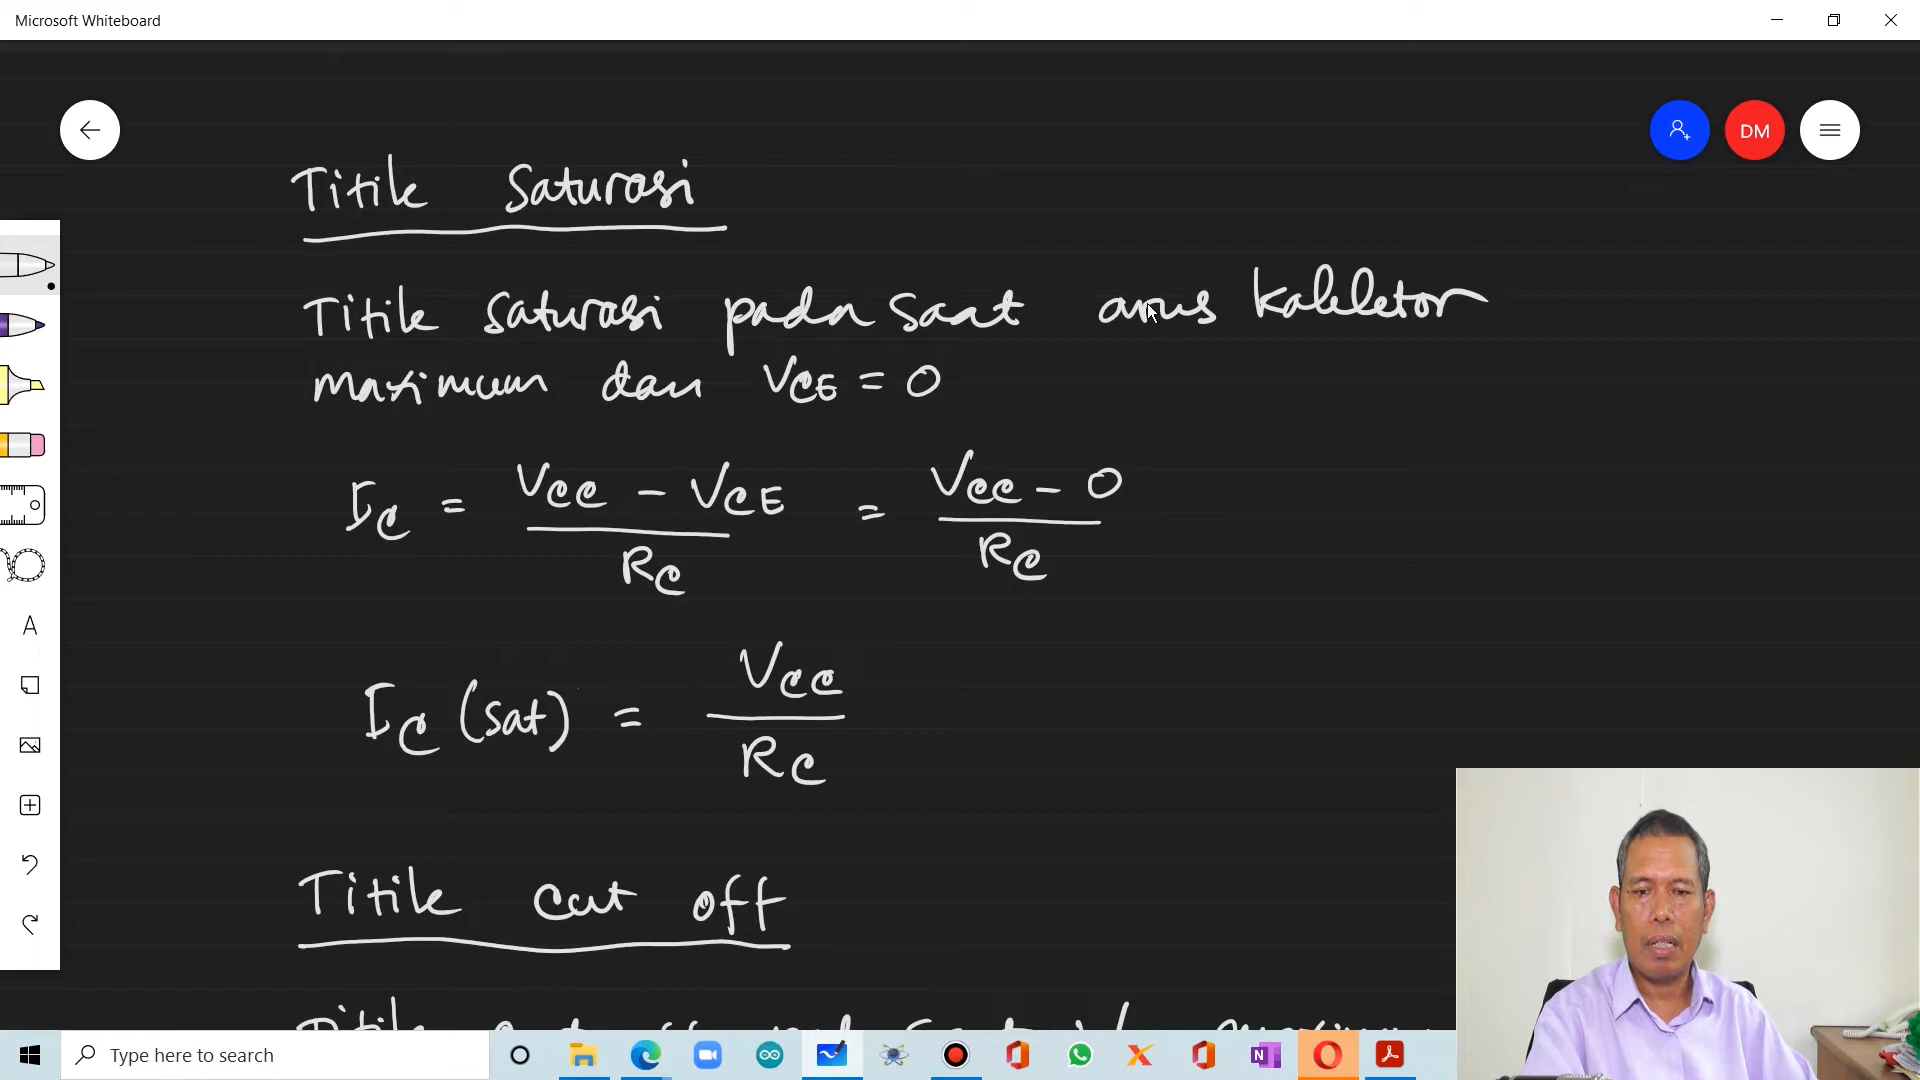 Microsoft Whiteboard
DM
Titik Saturasi
Titik saturasi pada saat arus kolektor
maximum dan VCE = 0
IC = VCC - VCE / RC = VCC - 0 / RC
IC (sat) = VCC / RC
Titik cut off
Titik
Type here to search